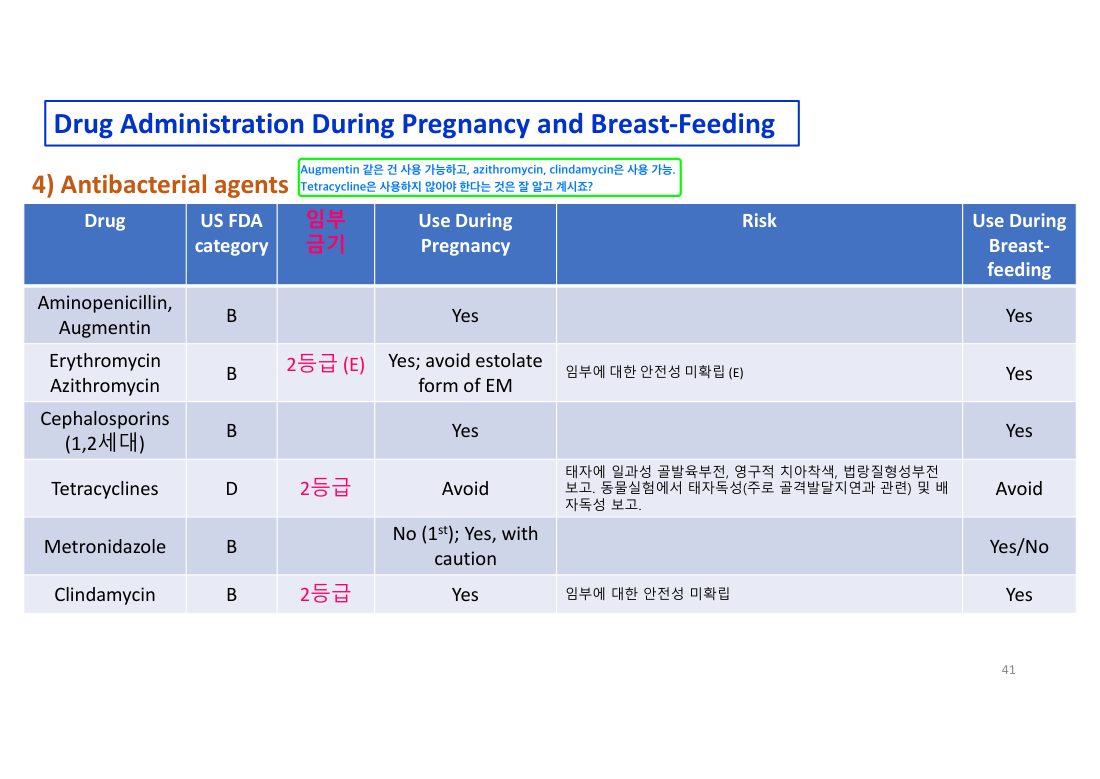 Drug Administration During Pregnancy and Breast-Feeding
4) Antibacterial agents
Augmentin 같은 건 사용 가능하고, azithromycin, clindamycin은 사용 가능.
Tetracycline은 사용하지 않아야 한다는 것은 잘 알고 계시죠?
Drug
US FDA
category
임부
금기
Use During
Pregnancy
Risk
Use During
Breast-
feeding
Aminopenicillin,
Augmentin
B
Yes
Yes
Erythromycin
Azithromycin
B
2등급 (E)
Yes; avoid estolate
form of EM
임부에 대한 안전성 미확립 (E)
Yes
Cephalosporins
(1,2세대)
B
Yes
Yes
Tetracyclines
D
2등급
Avoid
태자에 일과성 골발육부전, 영구적 치아착색, 법랑질형성부전
보고. 동물실험에서 태자독성(주로 골격발달지연과 관련) 및 배
자독성 보고.
Avoid
Metronidazole
B
No (1st); Yes, with
caution
Yes/No
Clindamycin
B
2등급
Yes
임부에 대한 안전성 미확립
Yes
41